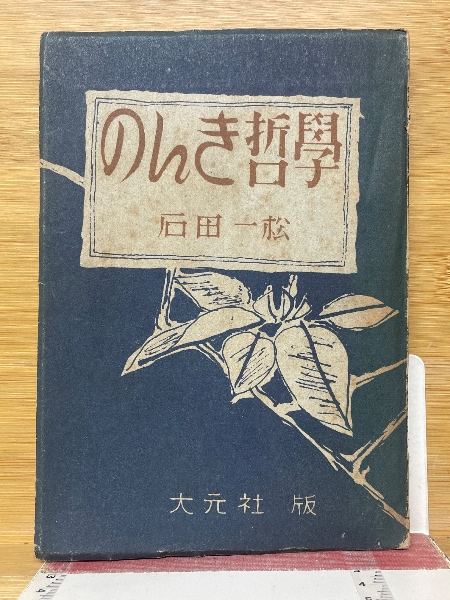 のんき哲學
石田一松
大元社 版